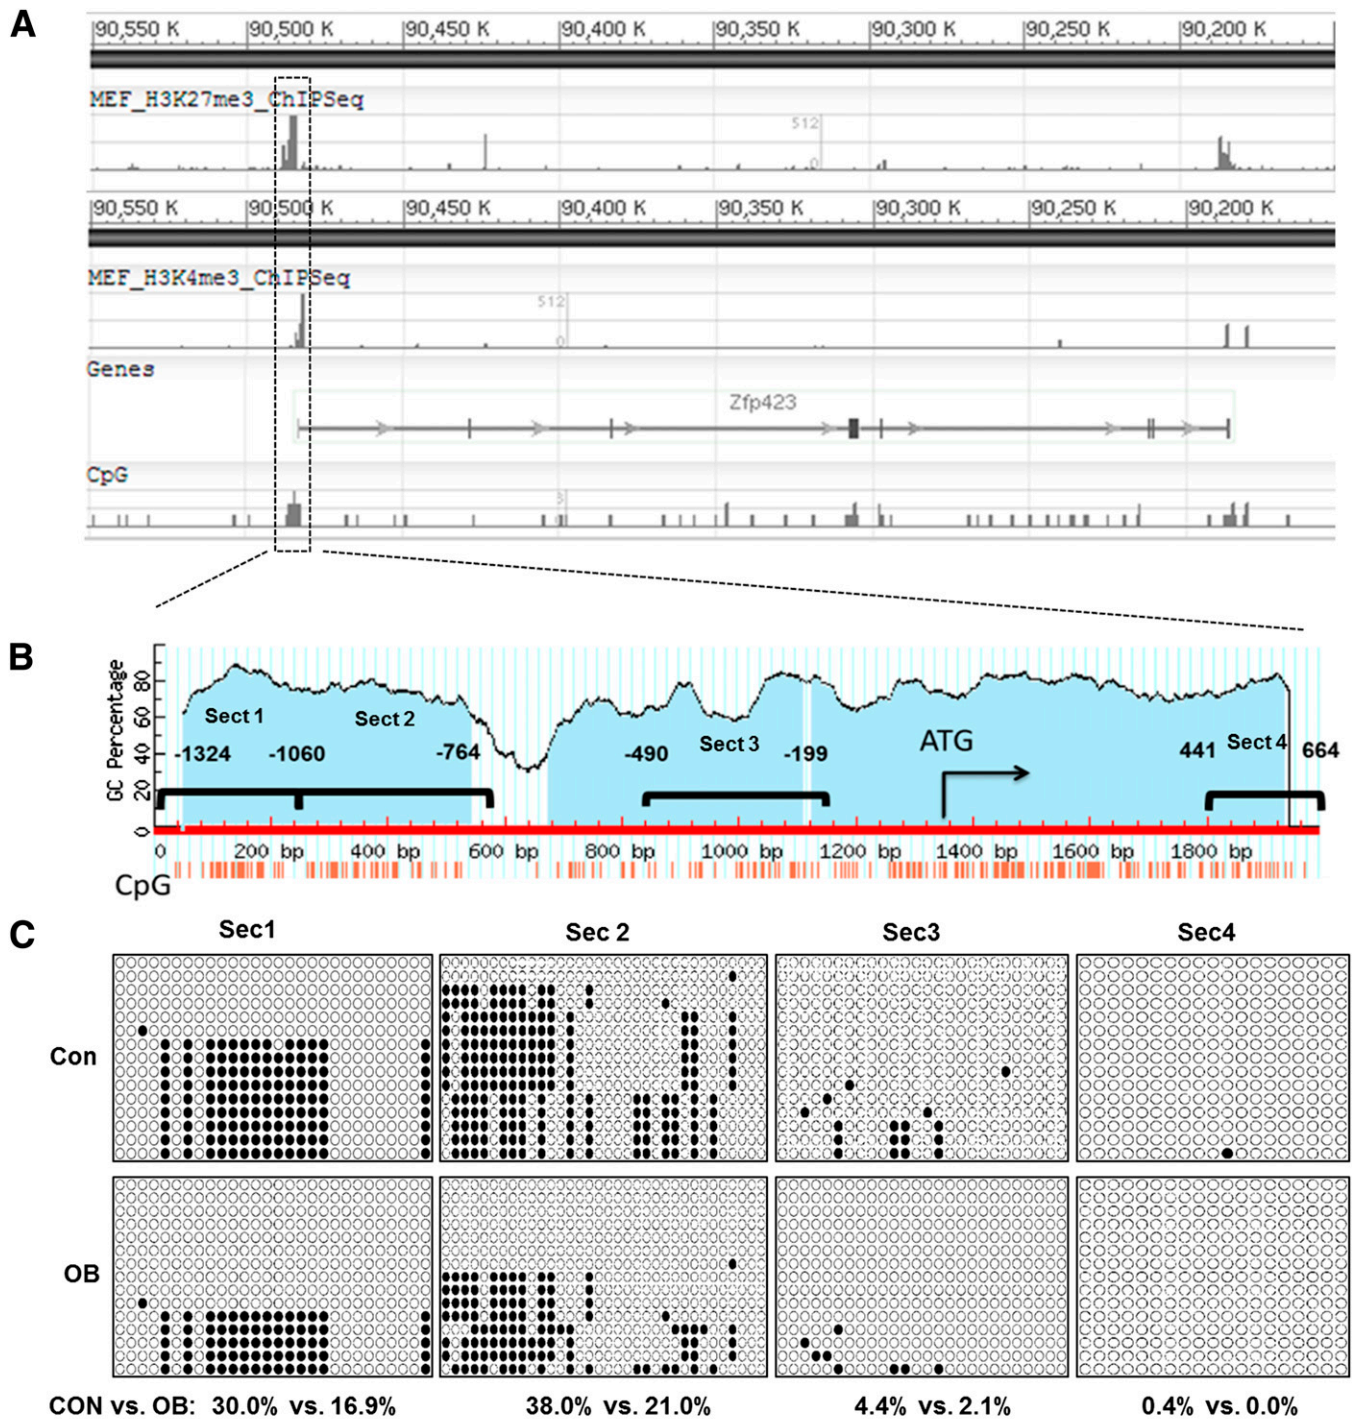 A
90,550 K 90,500 K 90,450 K 90,400 K 90,350 K 90,300 K 90,250 K 90,200 K
MEF_H3K27me3_ChIPSeq
512
0
90,550 K 90,500 K 90,450 K 90,400 K 90,350 K 90,300 K 90,250 K 90,200 K
MEF_H3K4me3_ChIPSeq
512
0
Genes
Zfp423
CpG
3
B
GC Percentage
80
60
40
20
0
Sect 1 Sect 2 Sect 3 ATG Sect 4
-1324 -1060 -764 -490 -199 441 664
0 200 bp 400 bp 600 bp 800 bp 1000 bp 1200 bp 1400 bp 1600 bp 1800 bp
CpG
C
Sec1 Sec 2 Sec3 Sec4
Con
OB
CON vs. OB: 30.0% vs. 16.9% 38.0% vs. 21.0% 4.4% vs. 2.1% 0.4% vs. 0.0%